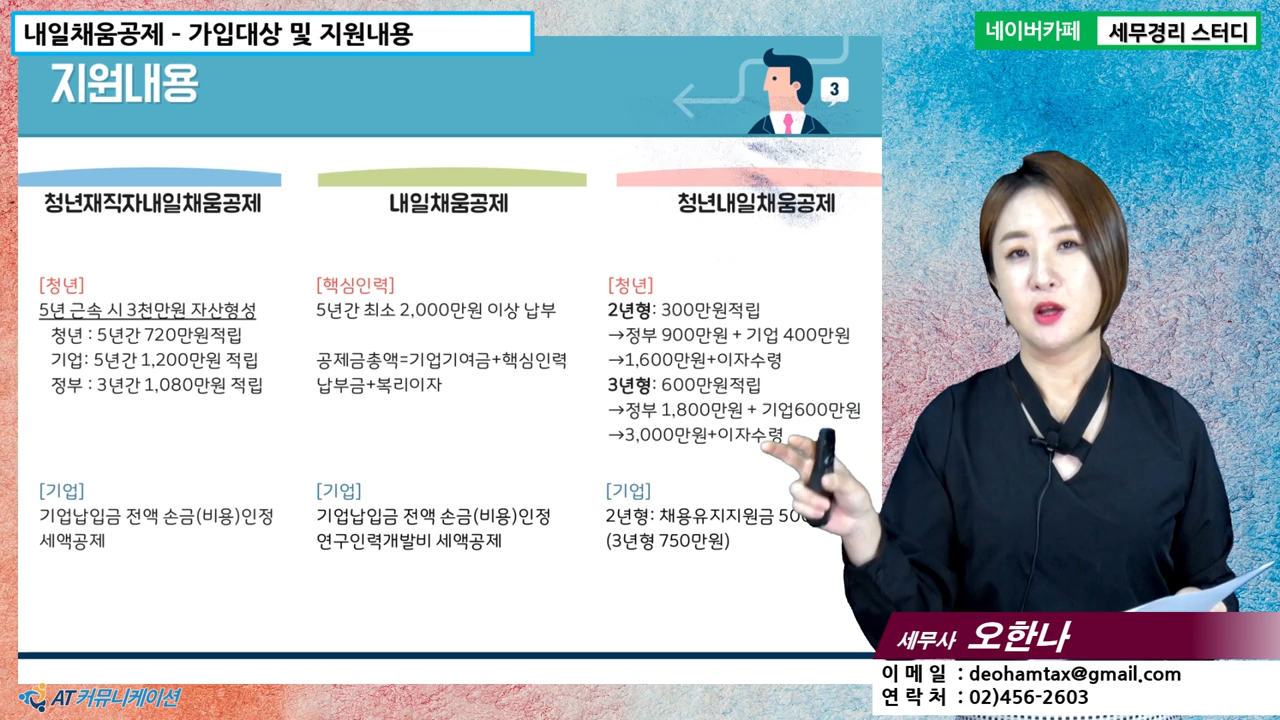 내일채움공제 - 가입대상 및 지원내용
네이버카페 세무경리 스터디
지원내용
3
청년재직자내일채움공제
[청년]
5년 근속 시 3천만원 자산형성
청년 : 5년간 720만원적립
기업: 5년간 1,200만원 적립
정부 : 3년간 1,080만원 적립
[기업]
기업납입금 전액 손금(비용)인정
세액공제
내일채움공제
[핵심인력]
5년간 최소 2,000만원 이상 납부
공제금총액=기업기여금+핵심인력
납부금+복리이자
[기업]
기업납입금 전액 손금(비용)인정
연구인력개발비 세액공제
청년내일채움공제
[청년]
2년형: 300만원적립
→정부 900만원 + 기업 400만원
→1,600만원+이자수령
3년형: 600만원적립
→정부 1,800만원 + 기업600만원
→3,000만원+이자수령
[기업]
2년형: 채용유지지원금
(3년형 750만원)
세무사 오한나
이 메 일 : deohamtax@gmail.com
연 락 처 : 02)456-2603
AT커뮤니케이션